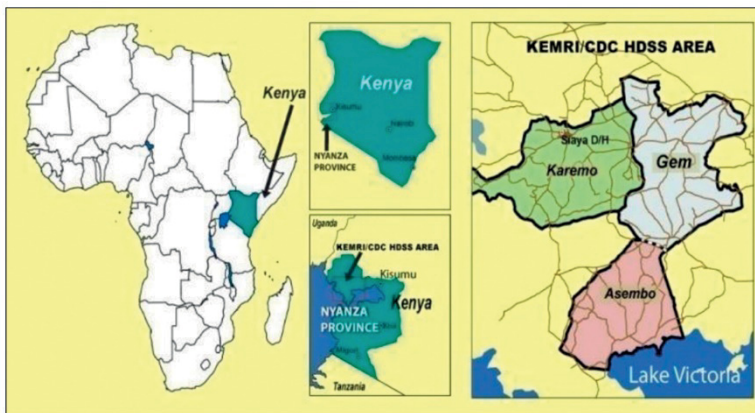 Kenya
Kenya
Kisumu
Nairobi
Mombasa
NYANZA
PROVINCE
Uganda
KEMRI/CDC HDSS AREA
Kisumu
Kenya
NYANZA
PROVINCE
Tanzania
KEMRI/CDC HDSS AREA
Siaya D/H
Karemo
Gem
Asembo
Lake Victoria